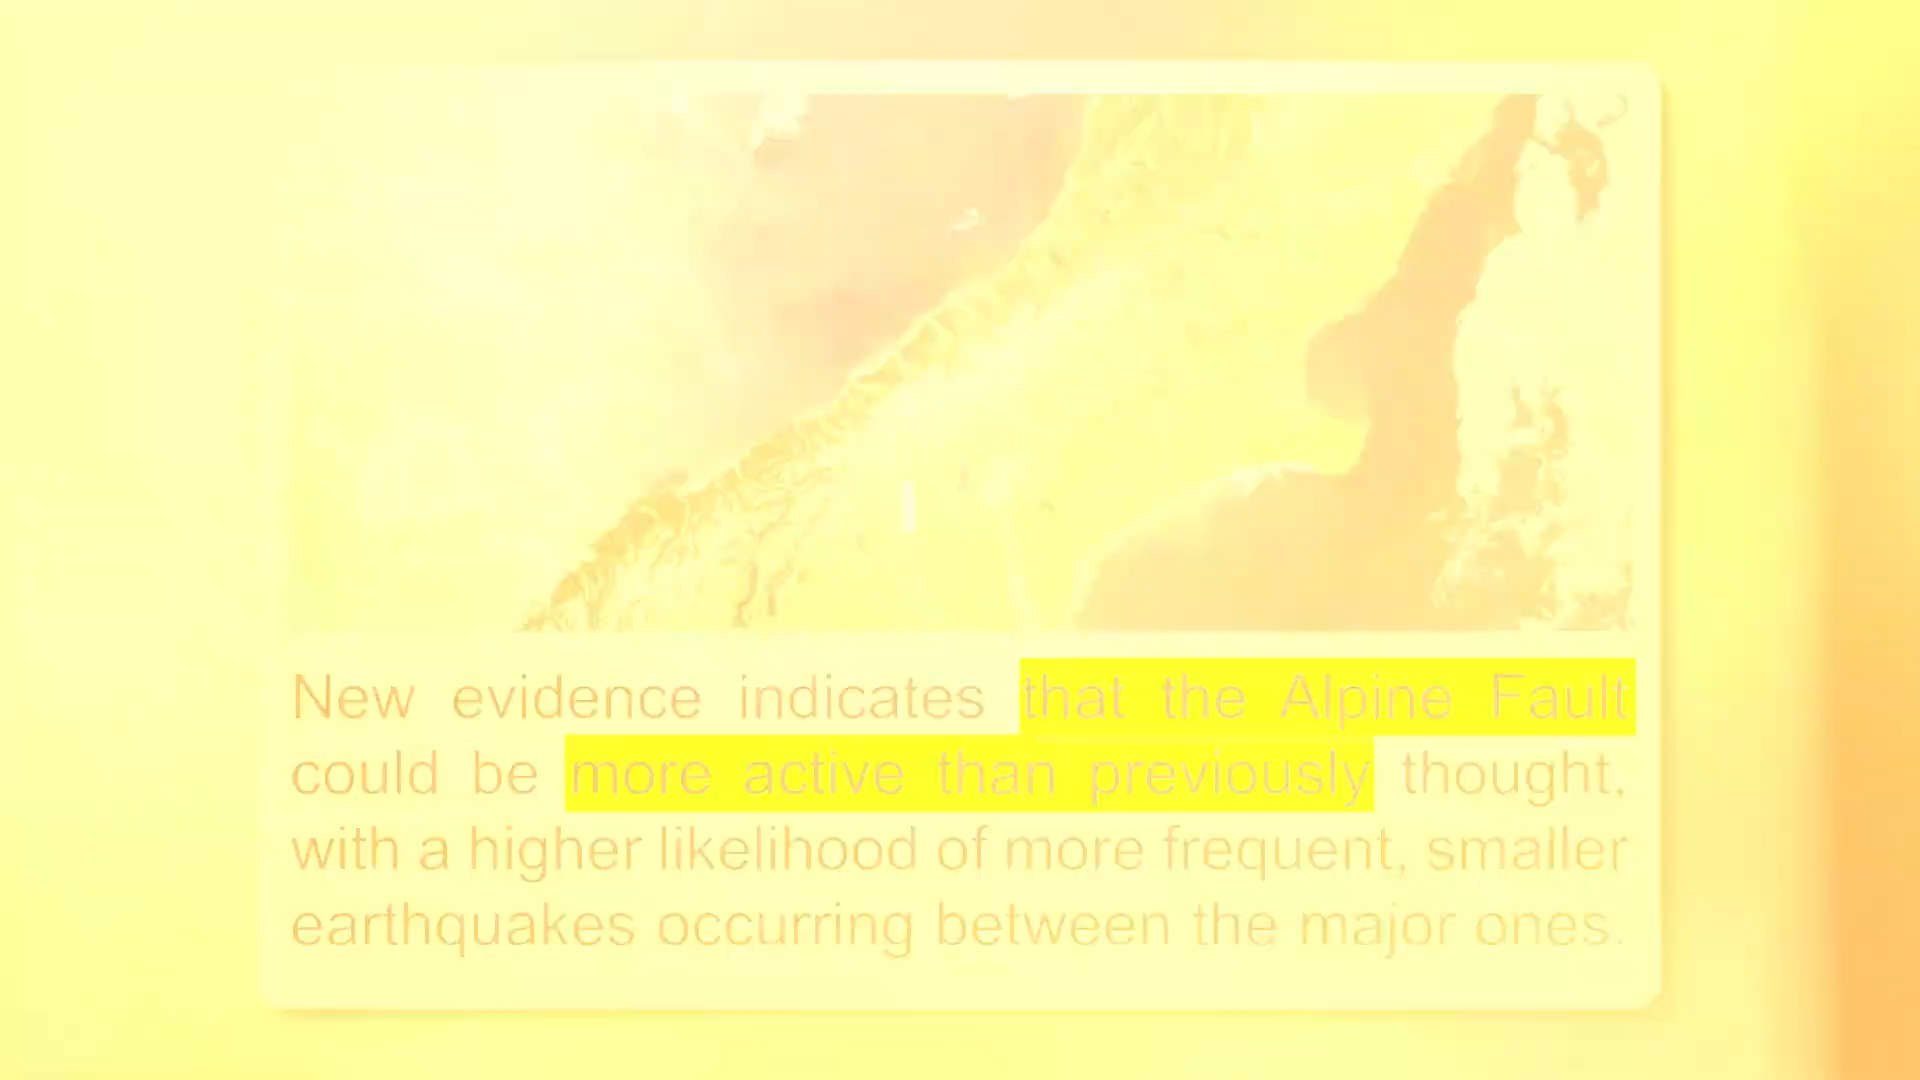 New evidence indicates that the Alpine Fault
could be more active than previously thought,
with a higher likelihood of more frequent, smaller
earthquakes occurring between the major ones.